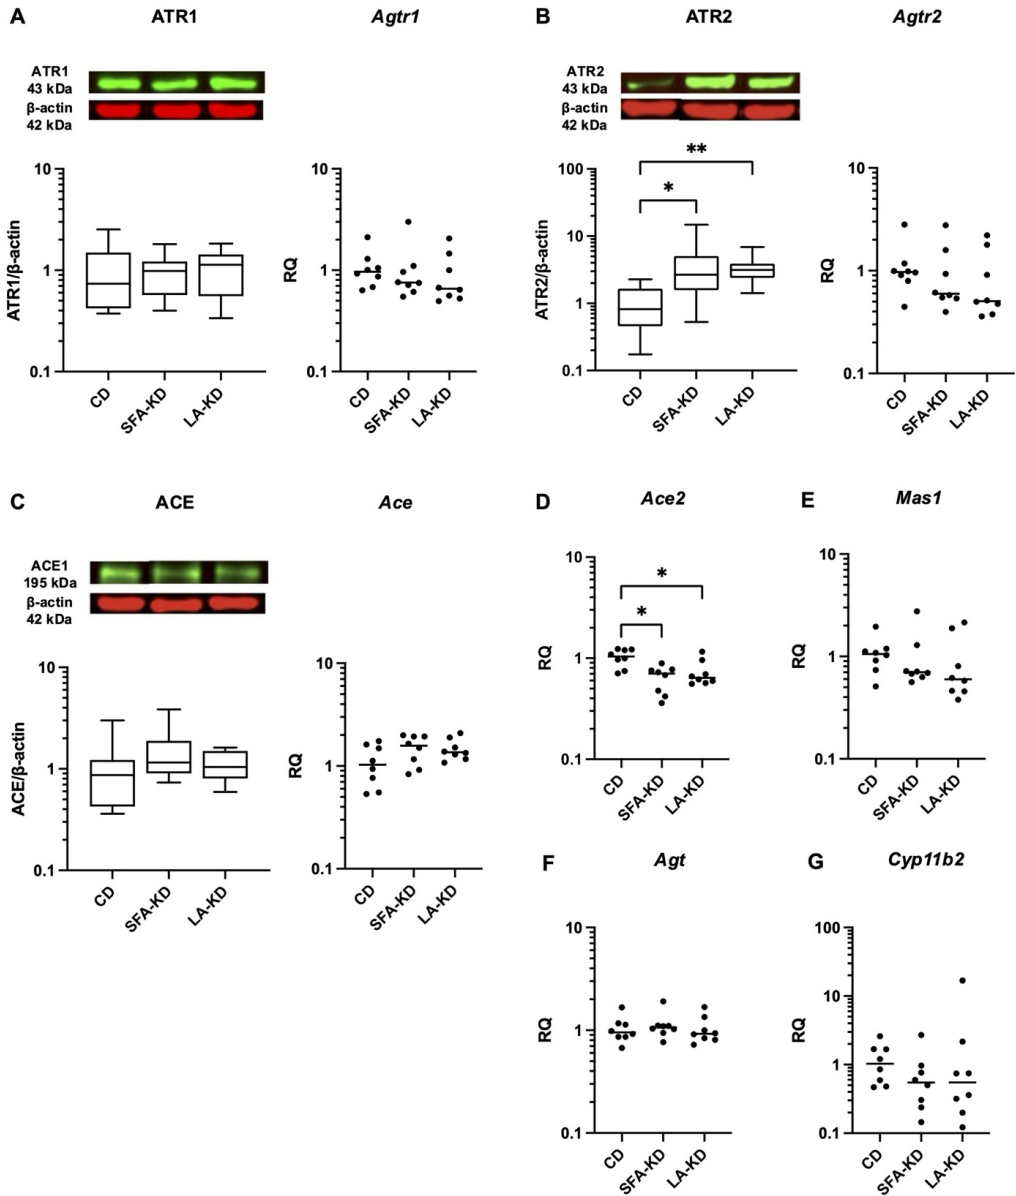 A
ATR1
Agtr1
ATR1
43 kDa
β-actin
42 kDa
ATR1/β-actin
10
1
0.1
CD
SFA-KD
LA-KD
RQ
10
1
0.1
CD
SFA-KD
LA-KD
B
ATR2
Agtr2
ATR2
43 kDa
β-actin
42 kDa
ATR2/β-actin
100
10
1
0.1
**
*
CD
SFA-KD
LA-KD
RQ
10
1
0.1
CD
SFA-KD
LA-KD
C
ACE
Ace
ACE1
195 kDa
β-actin
42 kDa
ACE/β-actin
10
1
0.1
CD
SFA-KD
LA-KD
RQ
10
1
0.1
CD
SFA-KD
LA-KD
D
Ace2
RQ
10
1
0.1
*
*
CD
SFA-KD
LA-KD
E
Mas1
RQ
10
1
0.1
CD
SFA-KD
LA-KD
F
Agt
RQ
10
1
0.1
CD
SFA-KD
LA-KD
G
Cyp11b2
RQ
100
10
1
0.1
CD
SFA-KD
LA-KD